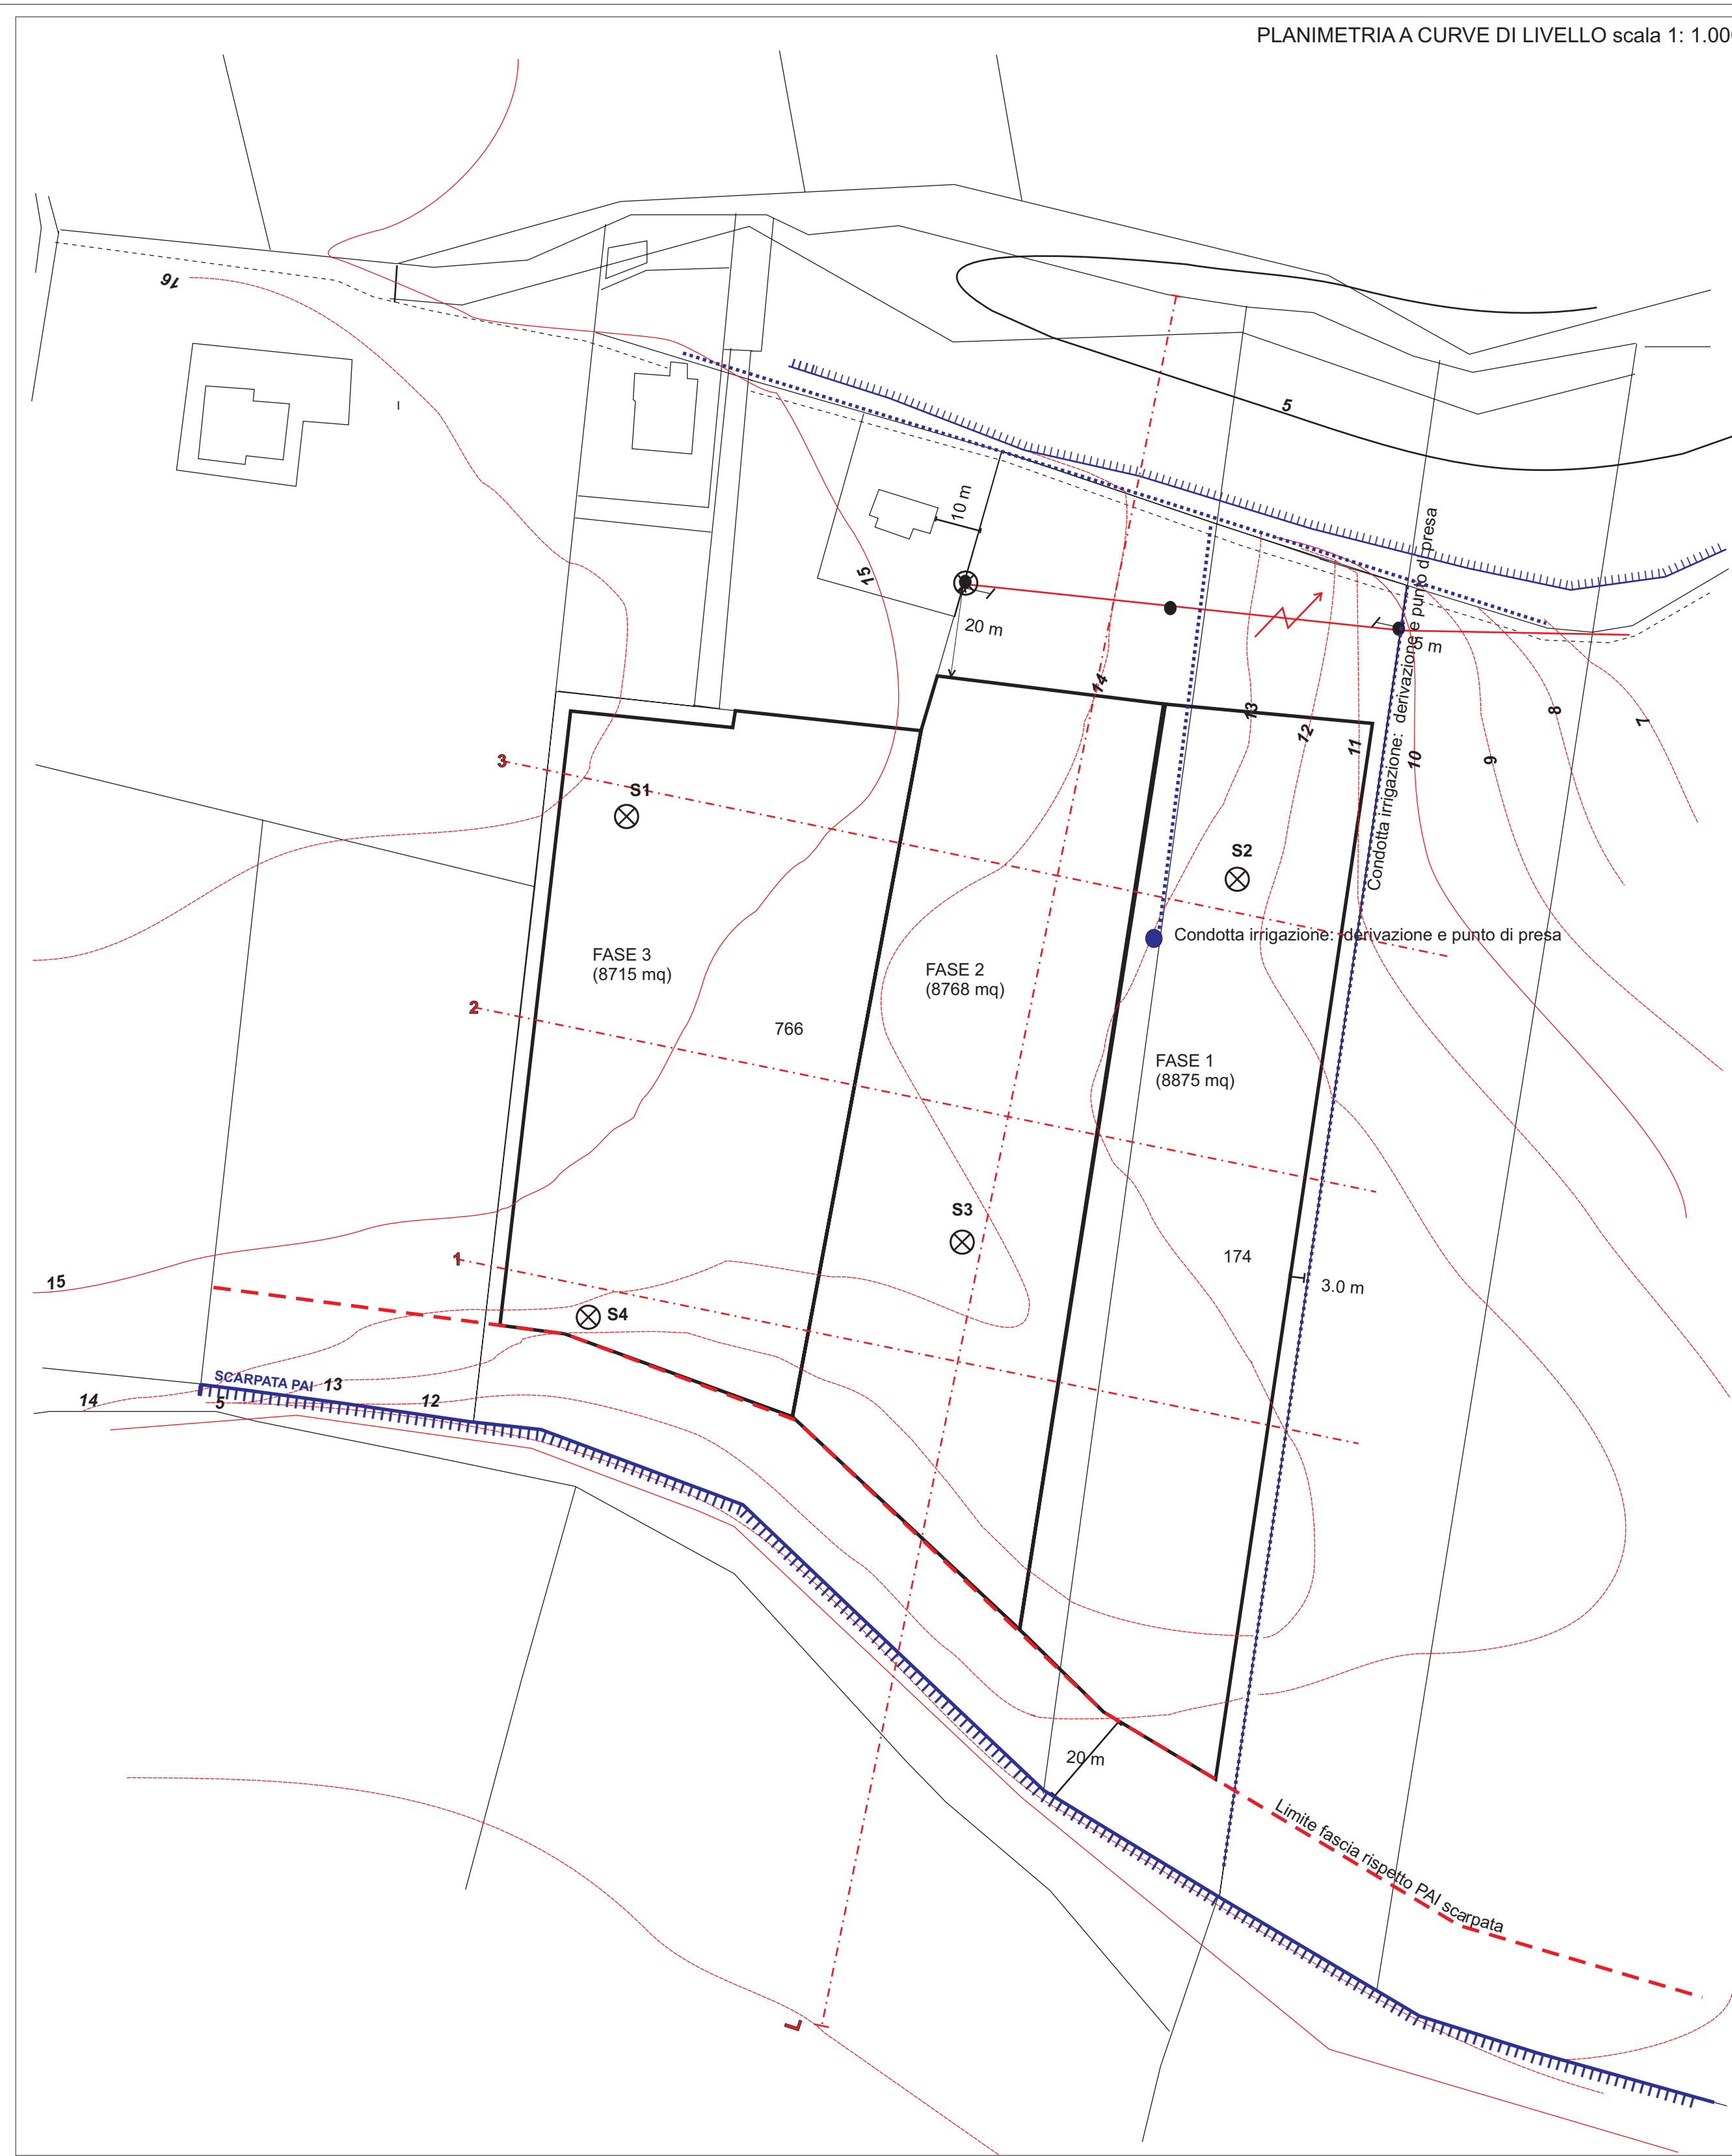 PLANIMETRIA A CURVE DI LIVELLO scala 1: 1.00
16
5
10 m
15
20 m
5 m
Condotta irrigazione: derivazione e punto di presa
14
13
12
11
10
9
8
7
3
S1
S2
Condotta irrigazione: derivazione e punto di presa
FASE 3
(8715 mq)
FASE 2
(8768 mq)
2
766
FASE 1
(8875 mq)
S3
174
1
15
3.0 m
S4
SCARPATA PAI
13
14
5
12
20 m
Limite fascia rispetto PAI scarpata
L